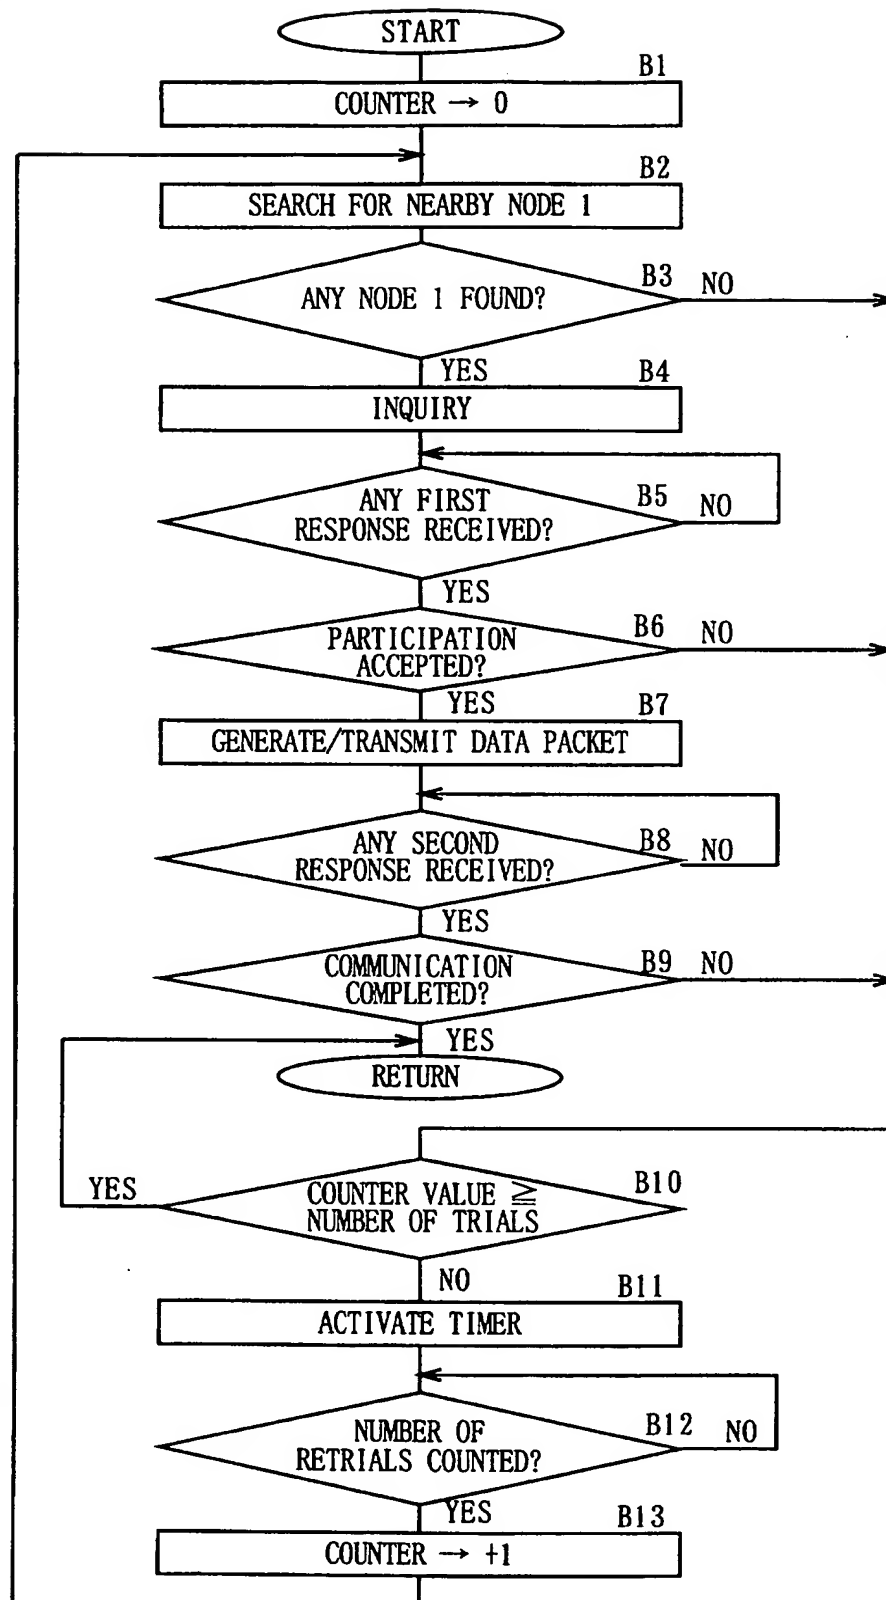 START
B1
COUNTER → 0
B2
SEARCH FOR NEARBY NODE 1
B3
NO
ANY NODE 1 FOUND?
YES
B4
INQUIRY
ANY FIRST
RESPONSE RECEIVED?
B5
NO
YES
PARTICIPATION
ACCEPTED?
B6
NO
YES
B7
GENERATE/TRANSMIT DATA PACKET
ANY SECOND
RESPONSE RECEIVED?
B8
NO
YES
COMMUNICATION
COMPLETED?
B9
NO
YES
RETURN
YES
COUNTER VALUE ≧
NUMBER OF TRIALS
B10
NO
B11
ACTIVATE TIMER
NUMBER OF
RETRIALS COUNTED?
B12
NO
YES
B13
COUNTER → +1